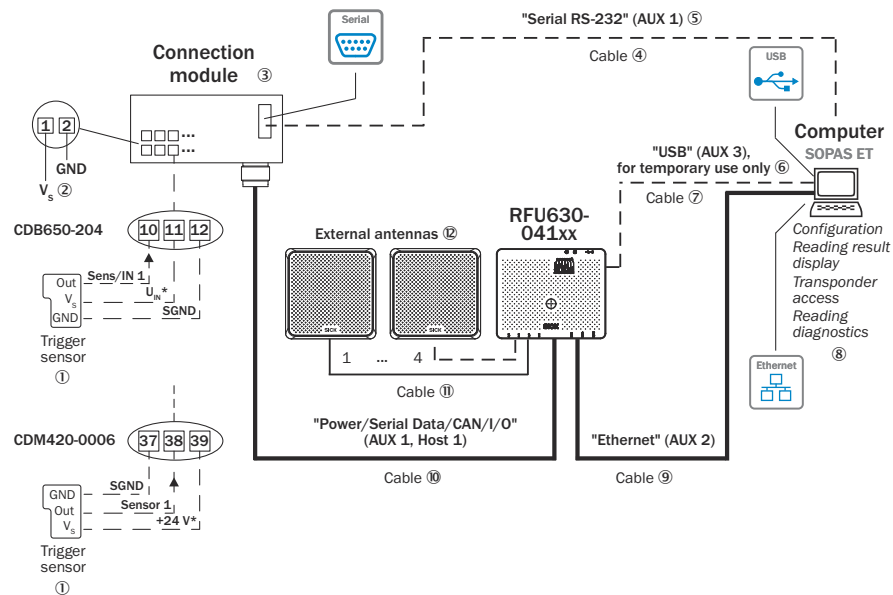 Serial
"Serial RS-232" (AUX 1) ⑤
Cable ④
USB
Connection
module ③
1 2
...
...
GND
Vs ②
Computer
SOPAS ET
"USB" (AUX 3),
for temporary use only ⑥
Cable ⑦
CDB650-204
10 11 12
Out
Vs
GND
Sens/IN 1
UIN*
SGND
Trigger
sensor
①
External antennas ⑫
RFU630-
041xx
SICK
SICK
SICK
1 ... 4
Cable ⑪
Configuration
Reading result
display
Transponder
access
Reading
diagnostics
⑧
Ethernet
"Power/Serial Data/CAN/I/O"
(AUX 1, Host 1)
Cable ⑩
"Ethernet" (AUX 2)
Cable ⑨
CDM420-0006
37 38 39
GND
Out
Vs
SGND
Sensor 1
+24 V*
Trigger
sensor
①